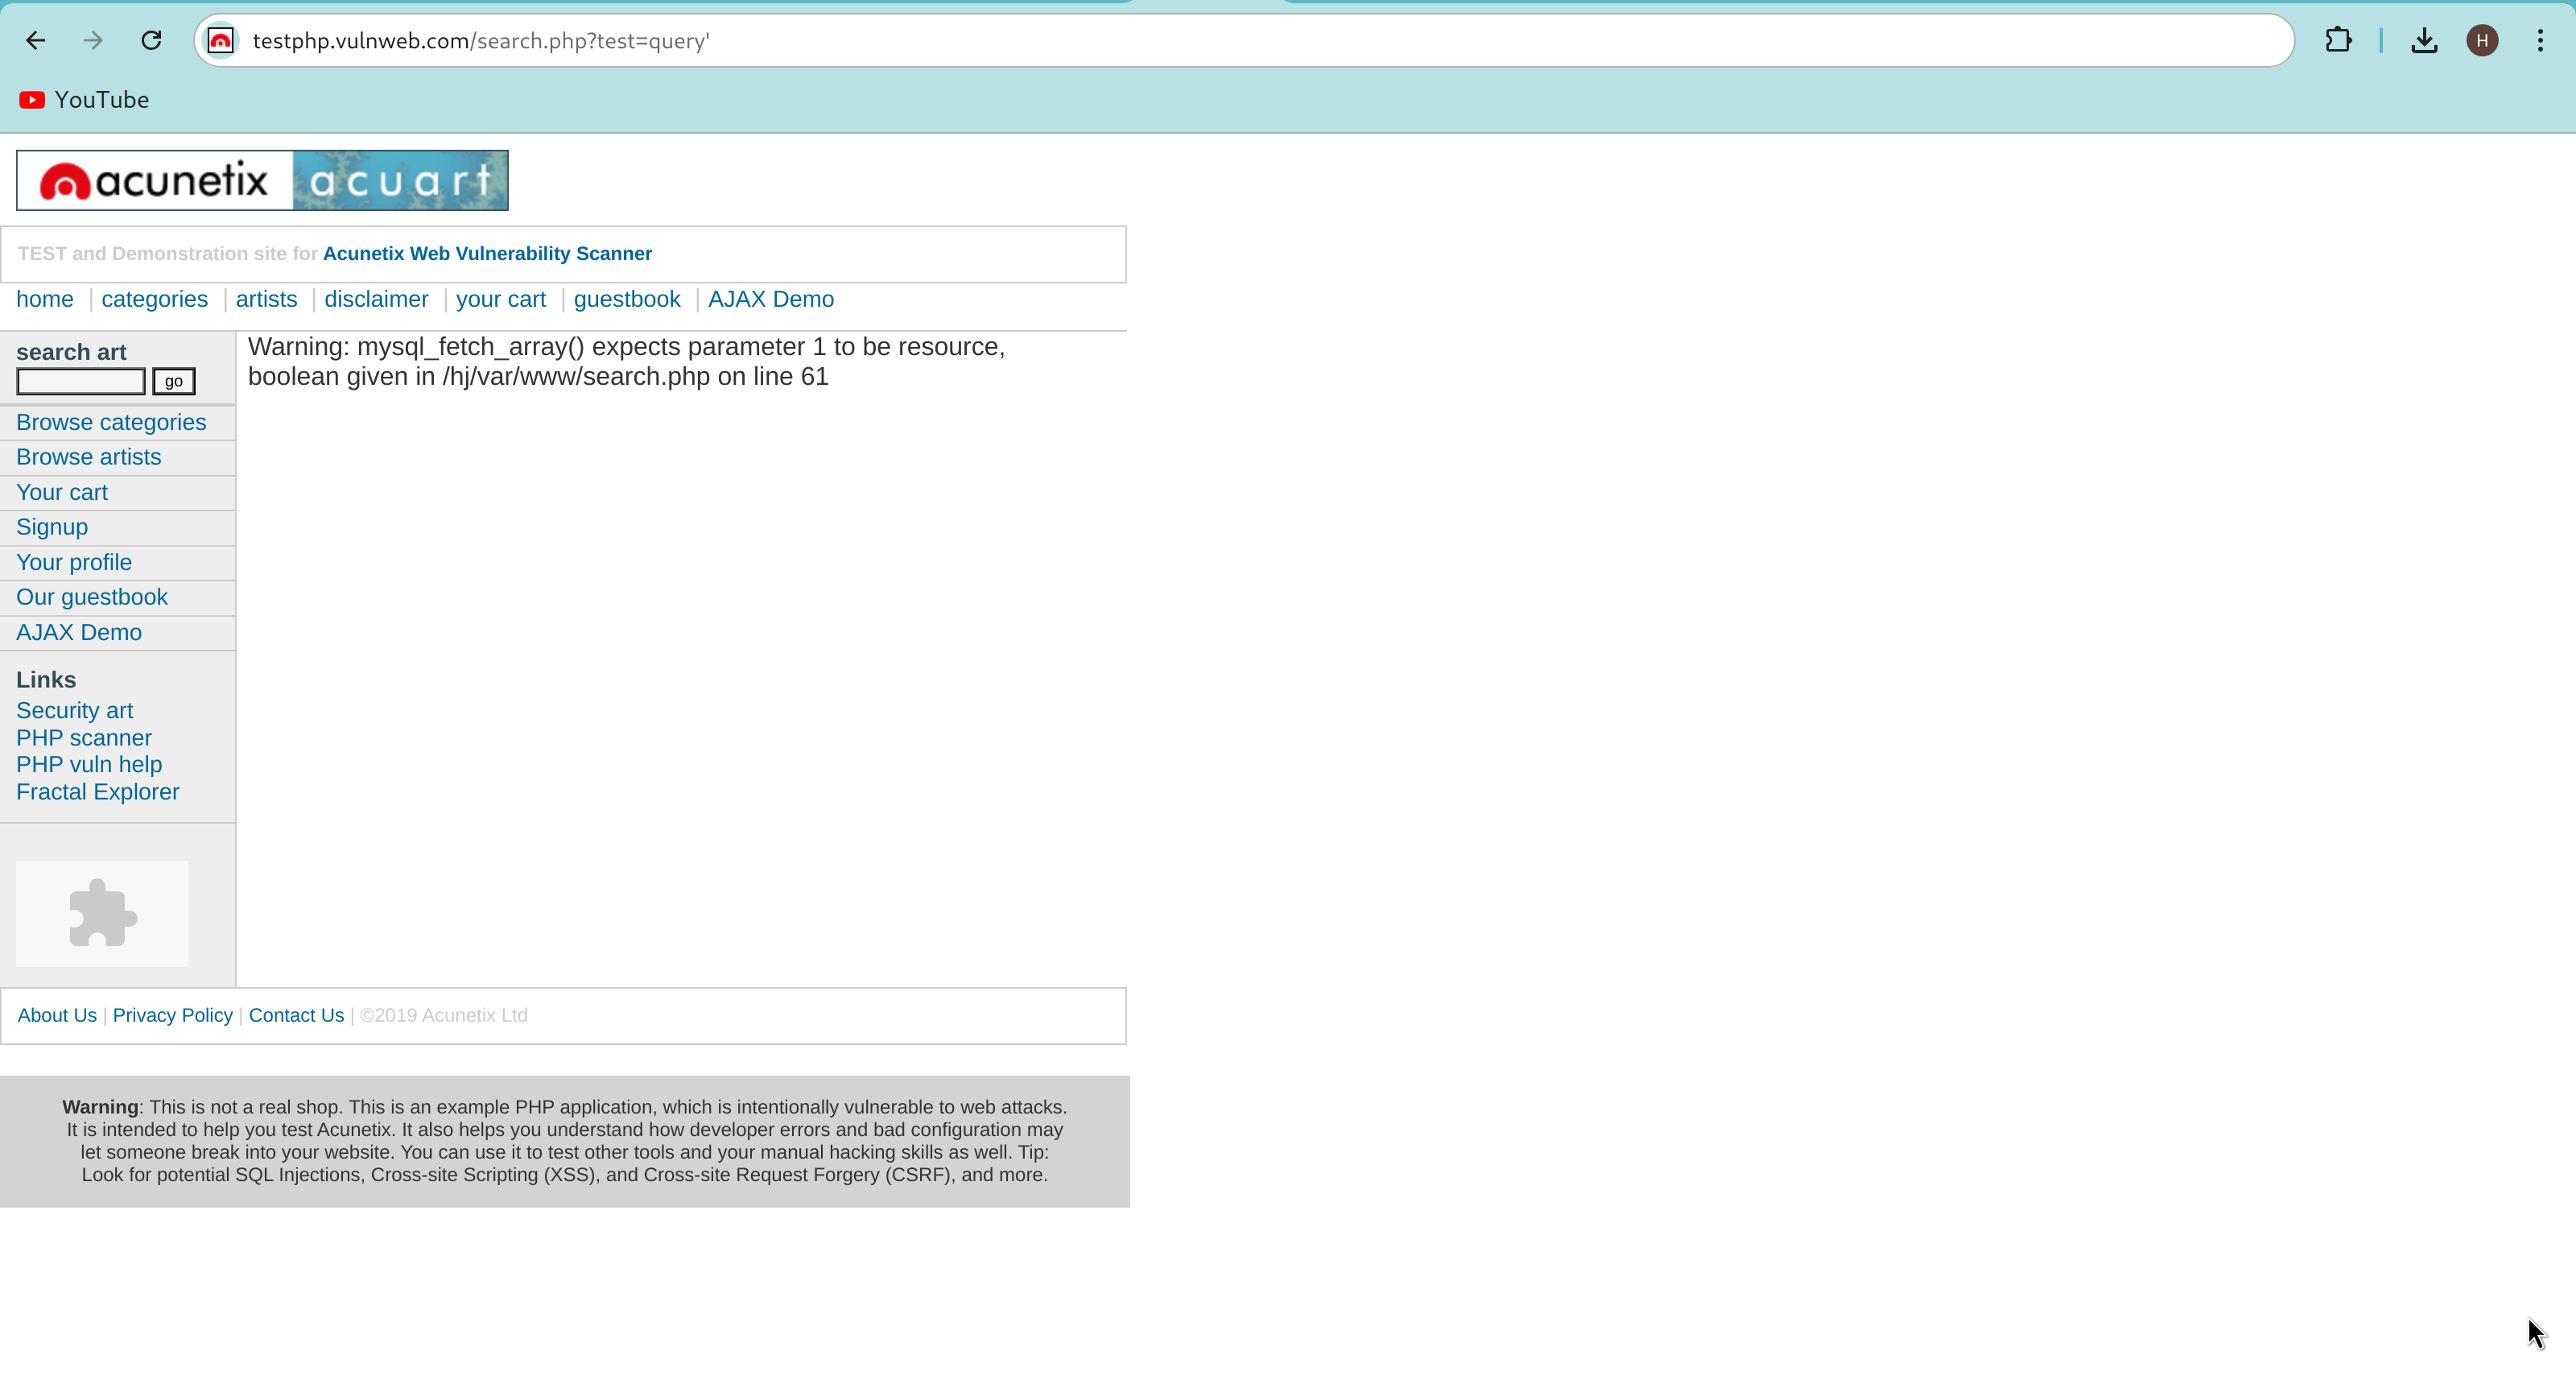 testphp.vulnweb.com/search.php?test=query'
H
YouTube
acunetix acuart
TEST and Demonstration site for Acunetix Web Vulnerability Scanner
home | categories | artists | disclaimer | your cart | guestbook | AJAX Demo
search art
go
Browse categories
Browse artists
Your cart
Signup
Your profile
Our guestbook
AJAX Demo
Links
Security art
PHP scanner
PHP vuln help
Fractal Explorer
Warning: mysql_fetch_array() expects parameter 1 to be resource,
boolean given in /hj/var/www/search.php on line 61
About Us | Privacy Policy | Contact Us | ©2019 Acunetix Ltd
Warning: This is not a real shop. This is an example PHP application, which is intentionally vulnerable to web attacks.
It is intended to help you test Acunetix. It also helps you understand how developer errors and bad configuration may
let someone break into your website. You can use it to test other tools and your manual hacking skills as well. Tip:
Look for potential SQL Injections, Cross-site Scripting (XSS), and Cross-site Request Forgery (CSRF), and more.